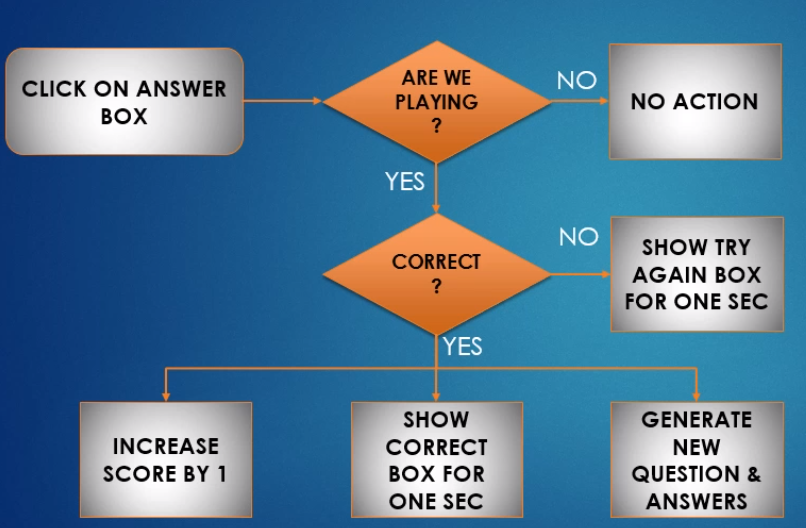 CLICK ON ANSWER
BOX
ARE WE
PLAYING
?
NO
NO ACTION
YES
CORRECT
?
NO
SHOW TRY
AGAIN BOX
FOR ONE SEC
YES
INCREASE
SCORE BY 1
SHOW
CORRECT
BOX FOR
ONE SEC
GENERATE
NEW
QUESTION &
ANSWERS